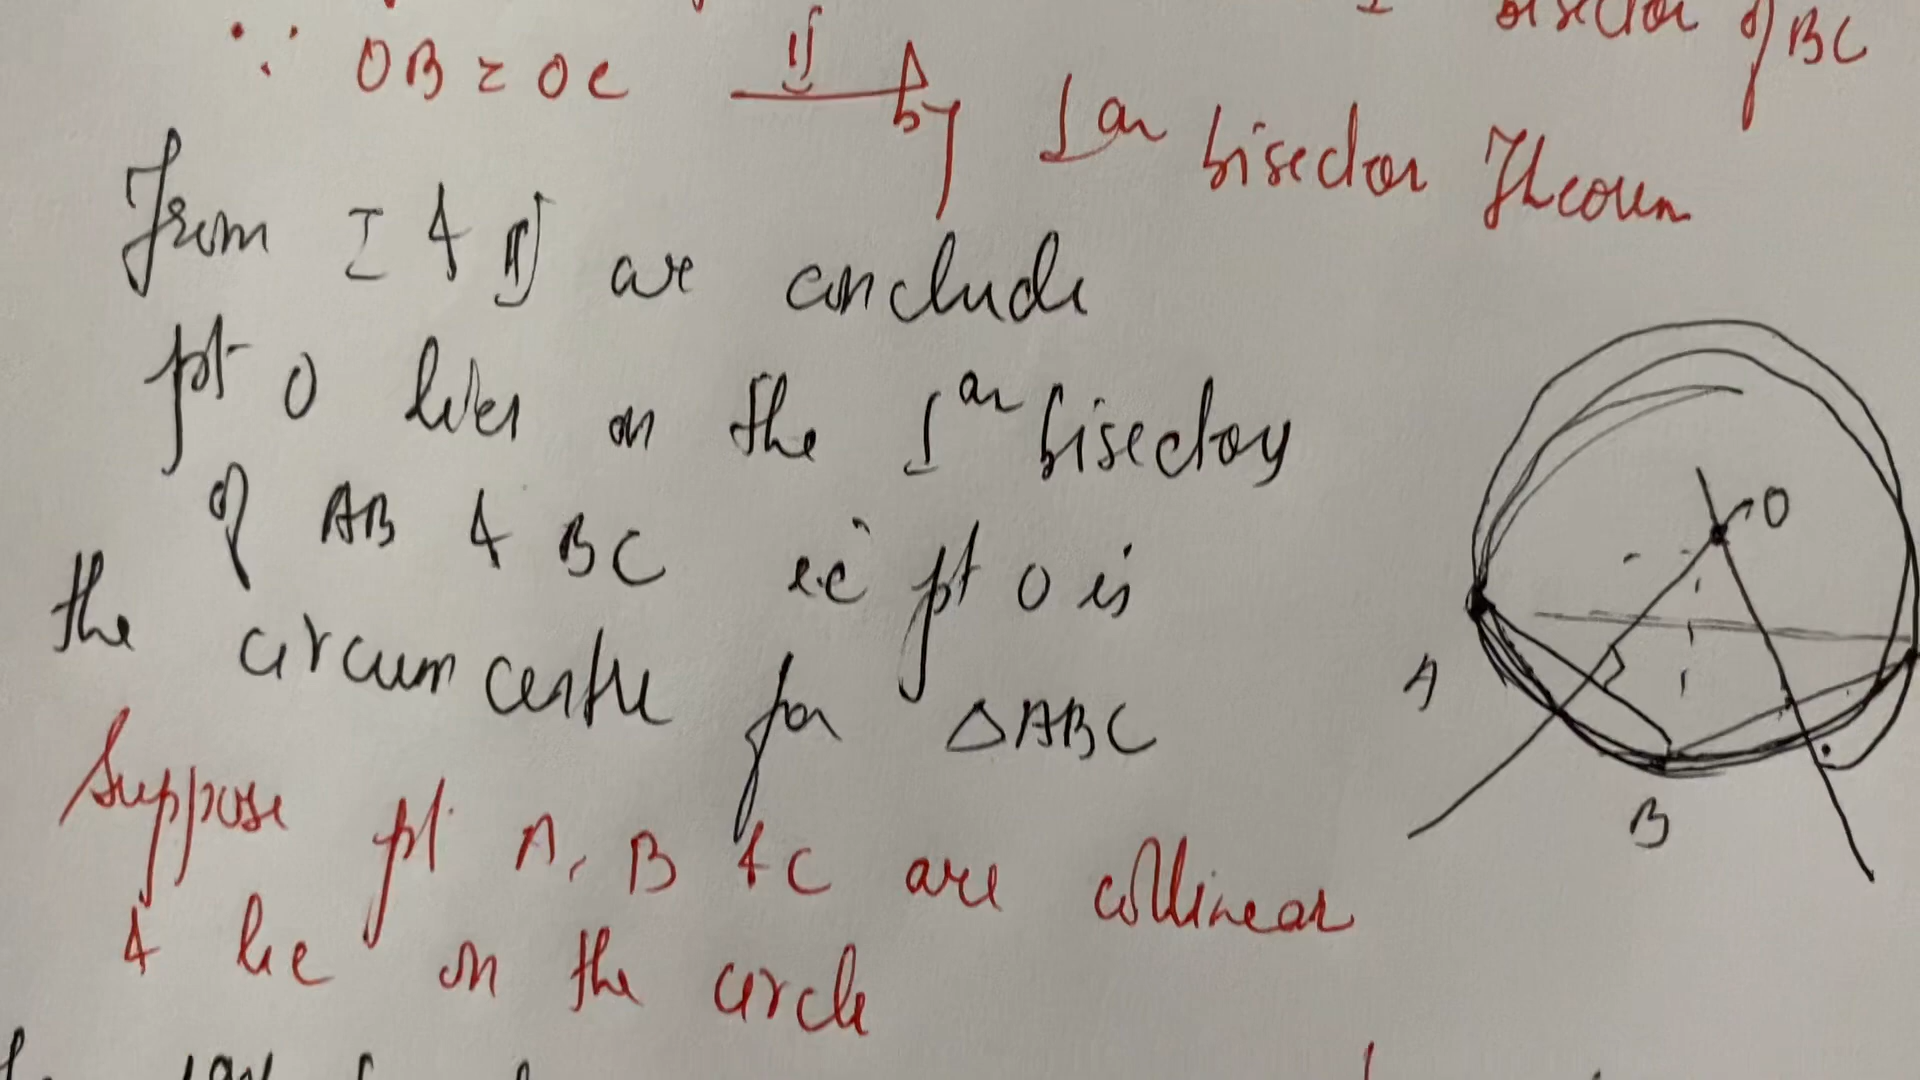 bisector of BC
∵ OB = OC II by ⊥ar bisector Theorem
From I & II we conclude
pt O lies on the ⊥ar bisector
of AB & BC i.e pt O is
the circumcentre for △ABC
Suppose pt A, B & C are collinear
& lie on the circle
O
A
B